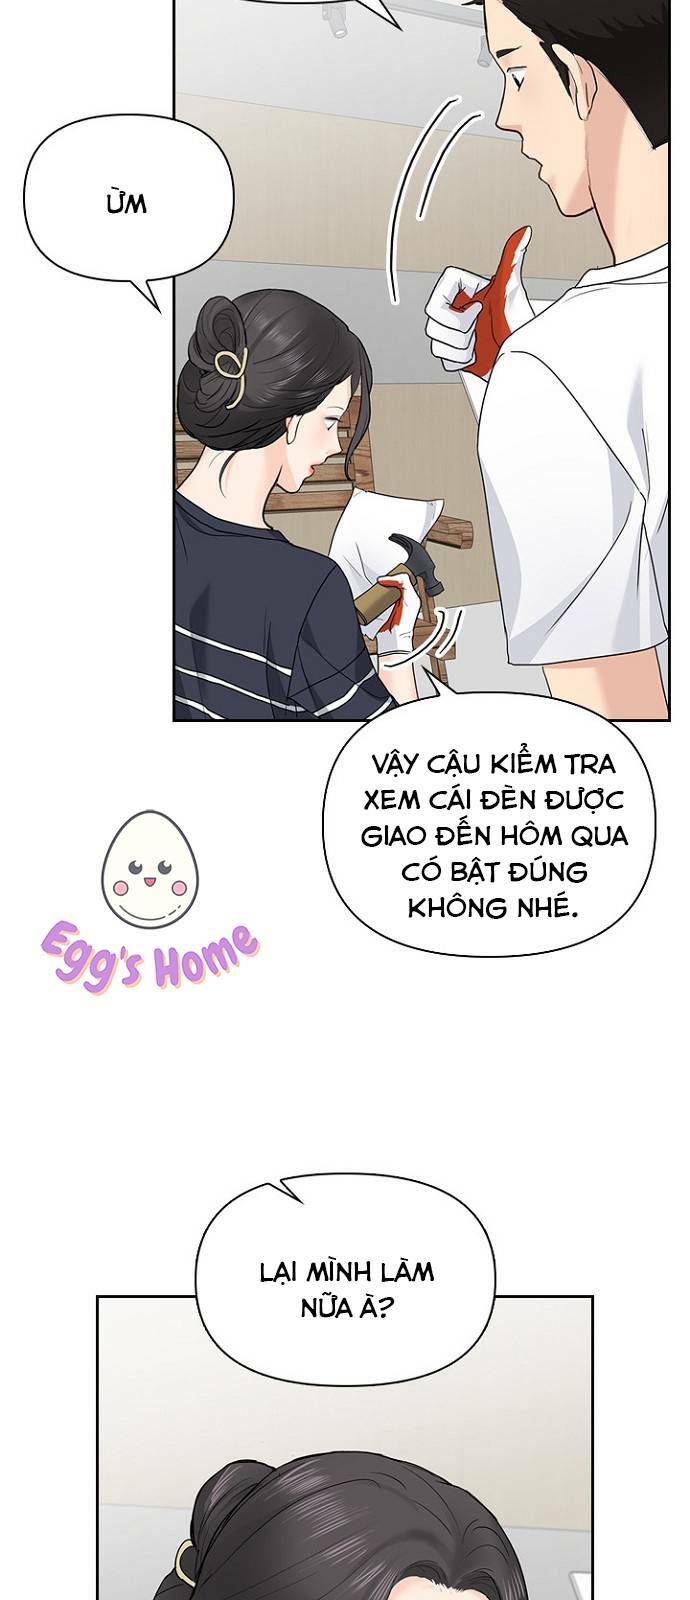 ỪM
VẬY CẬU KIỂM TRA
XEM CÁI ĐÈN ĐƯỢC
GIAO ĐẾN HÔM QUA
CÓ BẬT ĐÚNG
KHÔNG NHÉ.
Egg's Home
LẠI MÌNH LÀM
NỮA À?